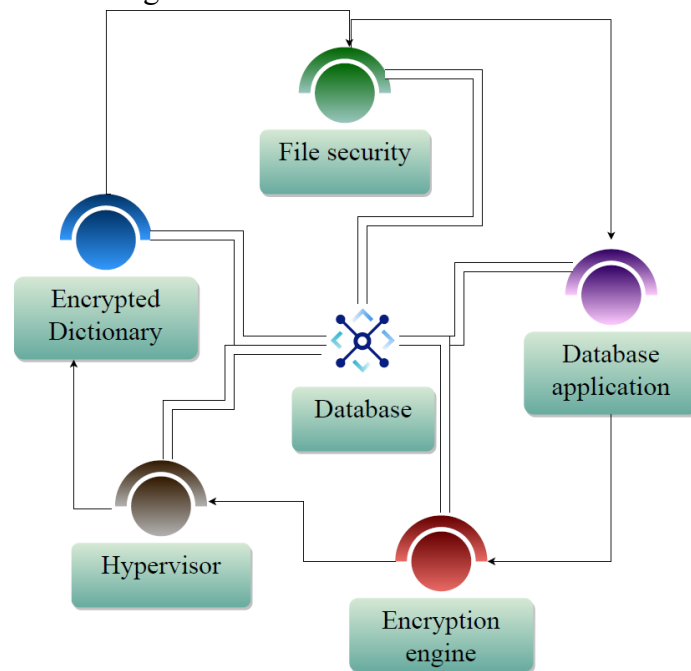 File security
Encrypted
Dictionary
Database
application
Database
Hypervisor
Encryption
engine